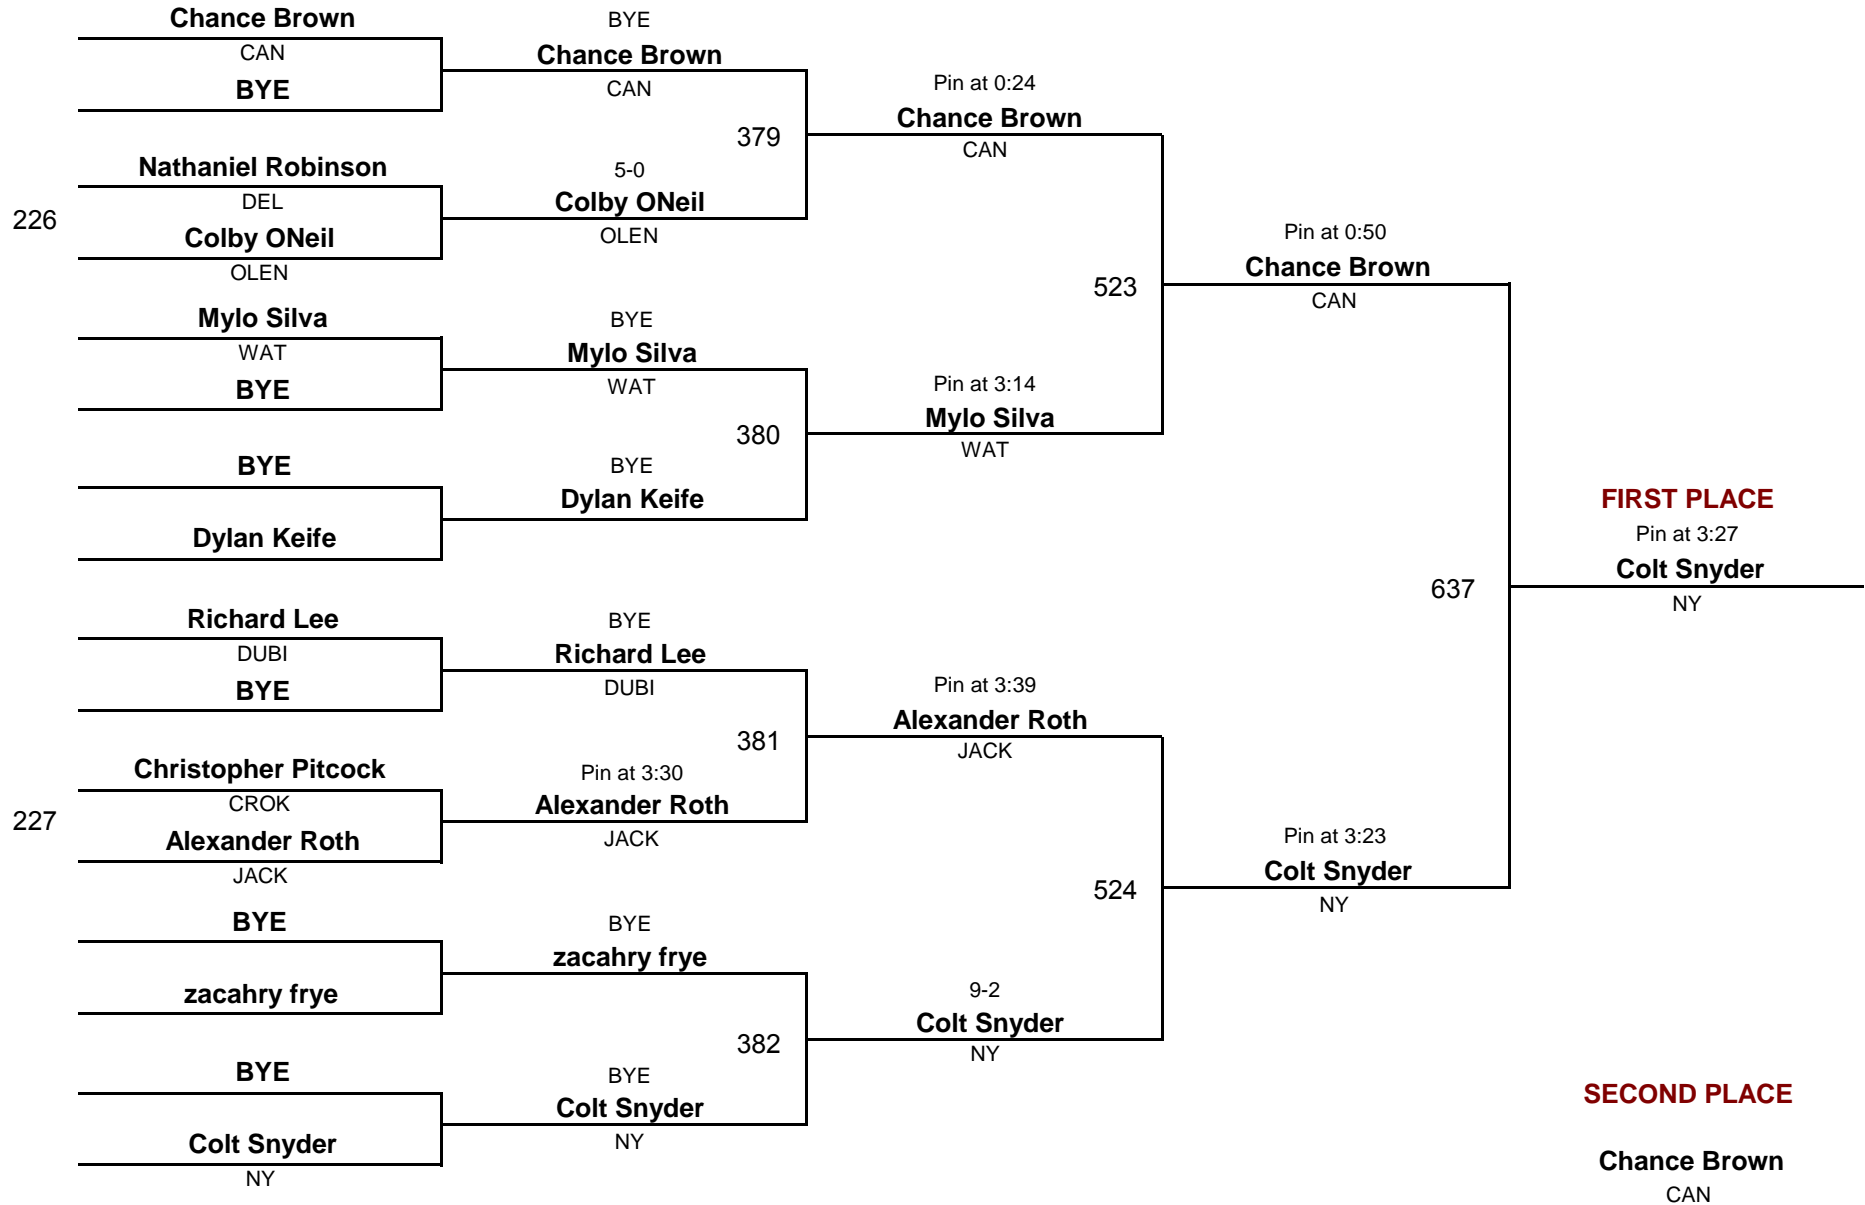 Chance Brown
CAN
BYE
226
Nathaniel Robinson
DEL
Colby ONeil
OLEN
Mylo Silva
WAT
BYE
BYE
Dylan Keife
Richard Lee
DUBI
BYE
227
Christopher Pitcock
CROK
Alexander Roth
JACK
BYE
zacahry frye
BYE
Colt Snyder
NY
BYE
Chance Brown
CAN
379
5-0
Colby ONeil
OLEN
BYE
Mylo Silva
WAT
380
BYE
Dylan Keife
BYE
Richard Lee
DUBI
381
Pin at 3:30
Alexander Roth
JACK
BYE
zacahry frye
382
BYE
Colt Snyder
NY
Pin at 0:24
Chance Brown
CAN
523
Pin at 3:14
Mylo Silva
WAT
Pin at 3:39
Alexander Roth
JACK
524
9-2
Colt Snyder
NY
Pin at 0:50
Chance Brown
CAN
637
Pin at 3:23
Colt Snyder
NY
FIRST PLACE
Pin at 3:27
Colt Snyder
NY
SECOND PLACE
Chance Brown
CAN